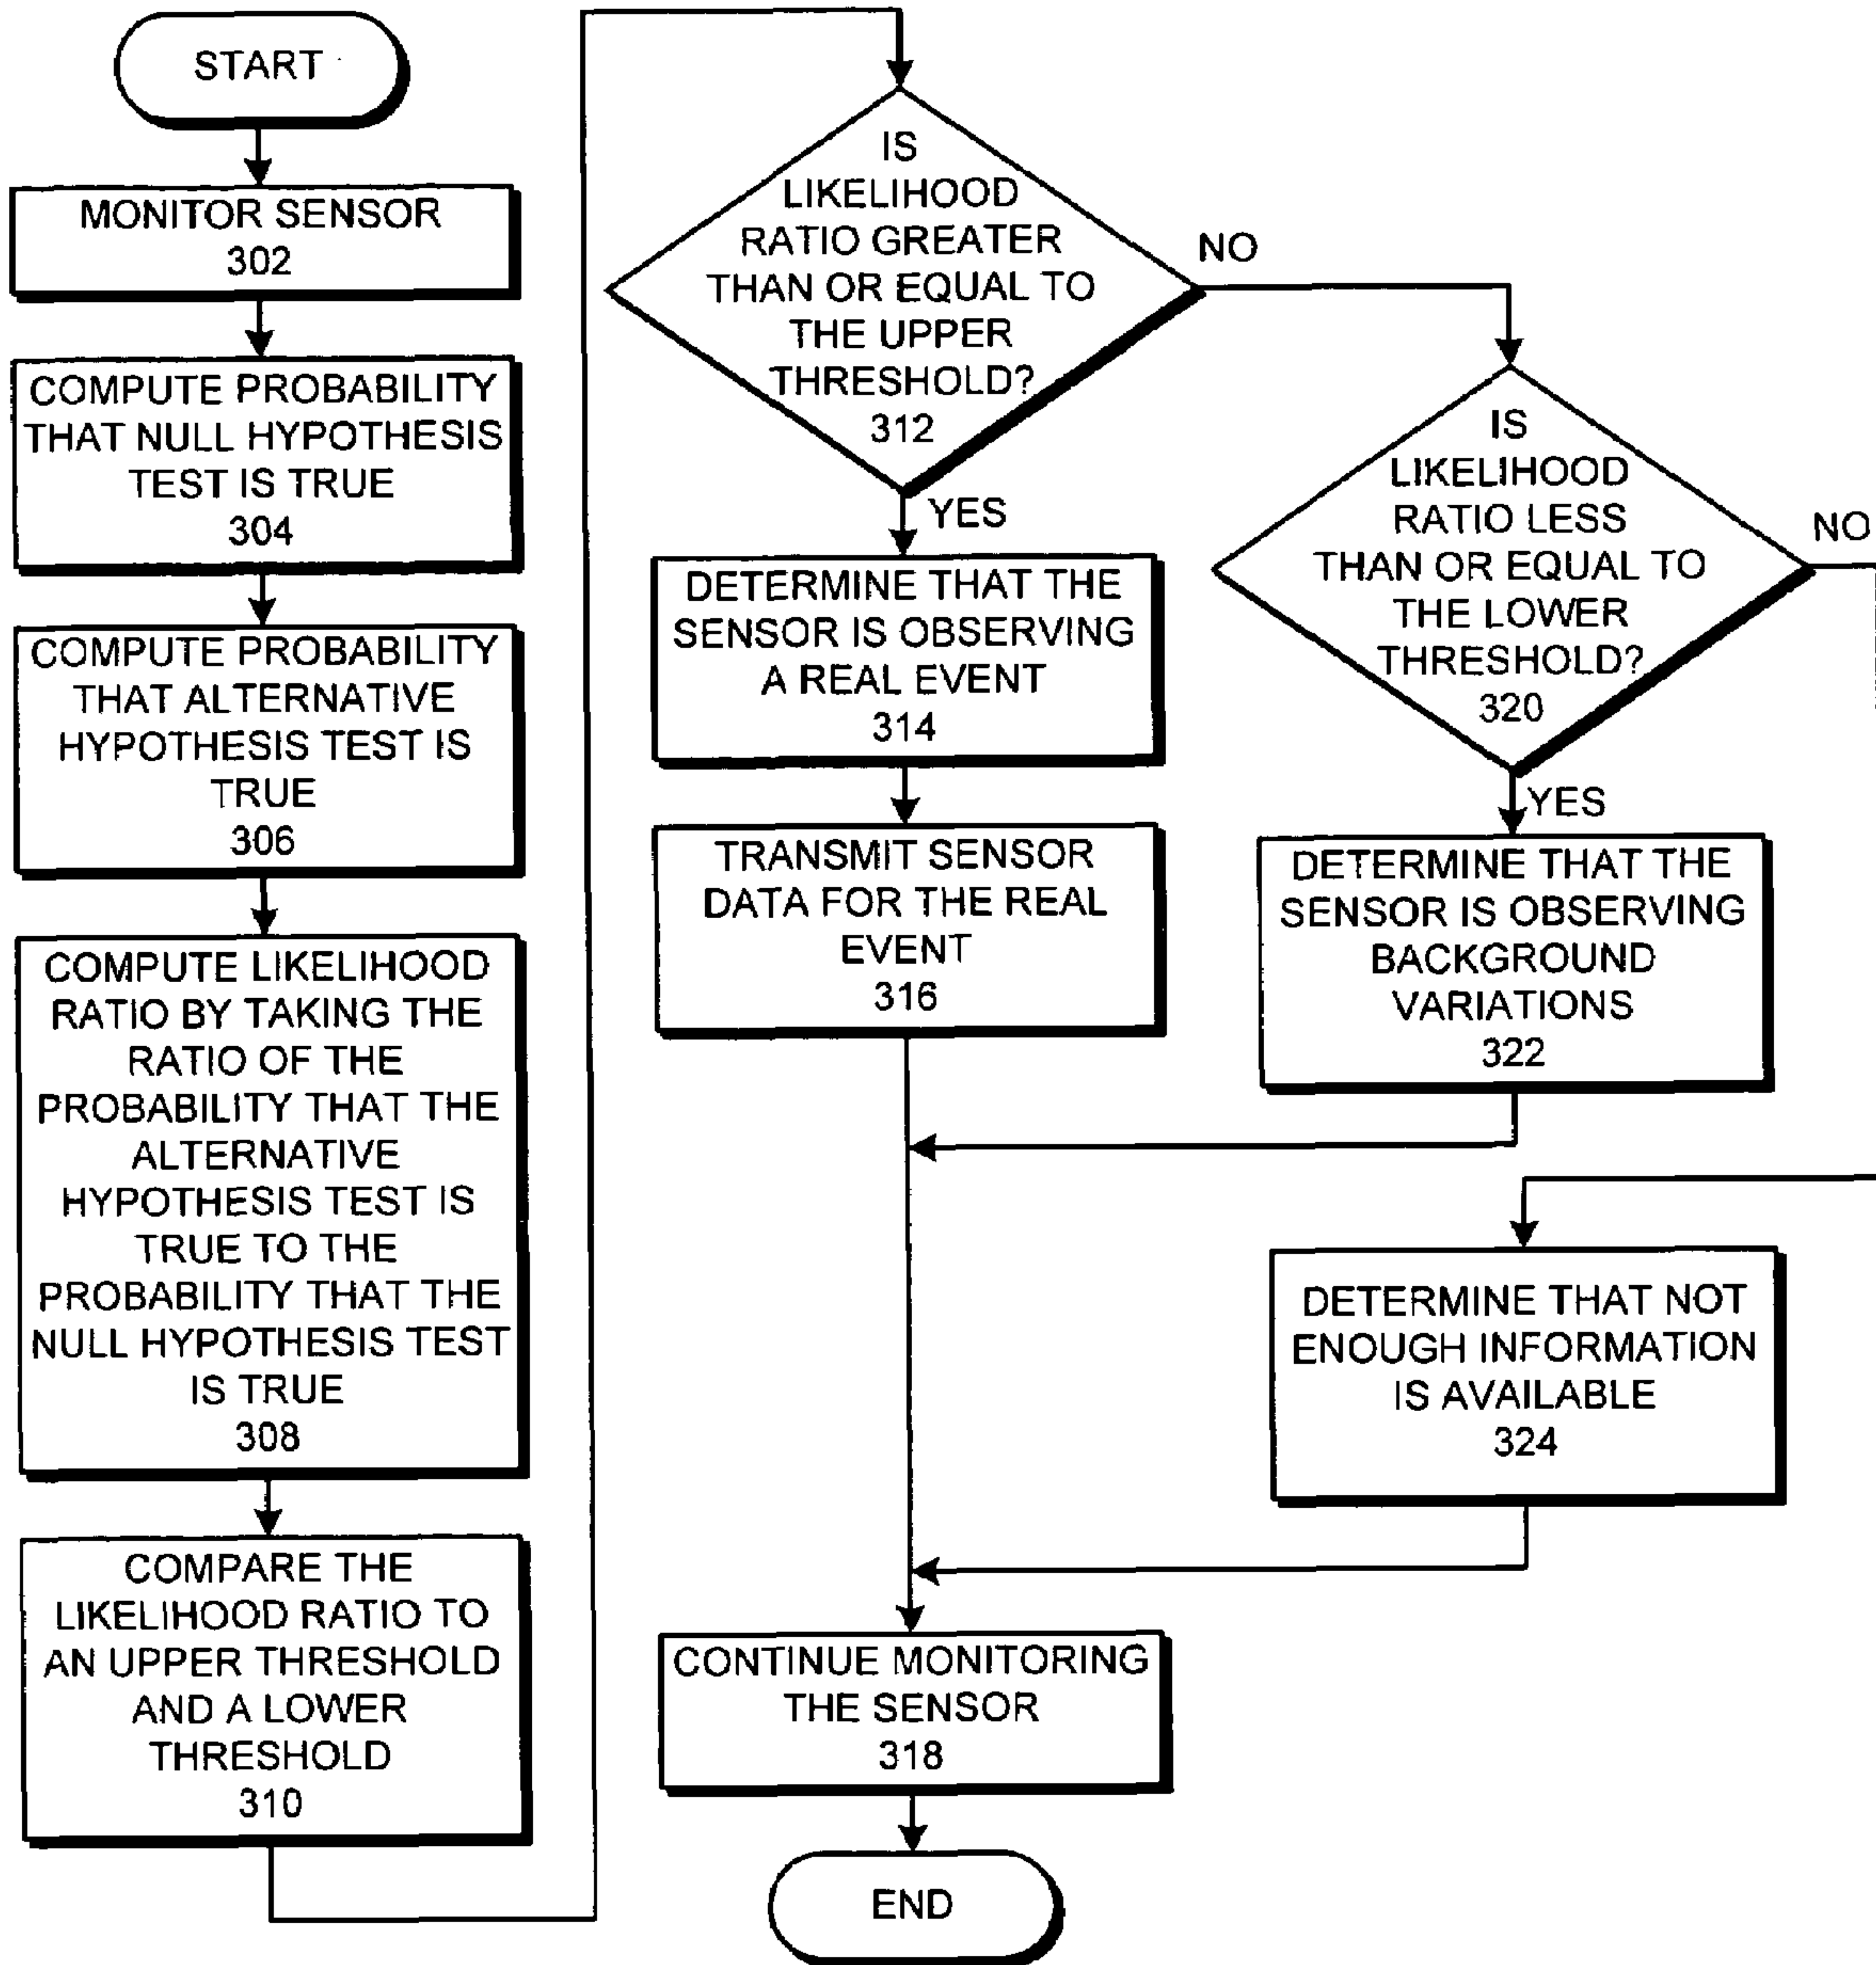 START
MONITOR SENSOR
302
COMPUTE PROBABILITY
THAT NULL HYPOTHESIS
TEST IS TRUE
304
COMPUTE PROBABILITY
THAT ALTERNATIVE
HYPOTHESIS TEST IS
TRUE
306
COMPUTE LIKELIHOOD
RATIO BY TAKING THE
RATIO OF THE
PROBABILITY THAT THE
ALTERNATIVE
HYPOTHESIS TEST IS
TRUE TO THE
PROBABILITY THAT THE
NULL HYPOTHESIS TEST
IS TRUE
308
COMPARE THE
LIKELIHOOD RATIO TO
AN UPPER THRESHOLD
AND A LOWER
THRESHOLD
310
IS
LIKELIHOOD
RATIO GREATER
THAN OR EQUAL TO
THE UPPER
THRESHOLD?
312
NO
YES
DETERMINE THAT THE
SENSOR IS OBSERVING
A REAL EVENT
314
TRANSMIT SENSOR
DATA FOR THE REAL
EVENT
316
IS
LIKELIHOOD
RATIO LESS
THAN OR EQUAL TO
THE LOWER
THRESHOLD?
320
NO
YES
DETERMINE THAT THE
SENSOR IS OBSERVING
BACKGROUND
VARIATIONS
322
DETERMINE THAT NOT
ENOUGH INFORMATION
IS AVAILABLE
324
CONTINUE MONITORING
THE SENSOR
318
END